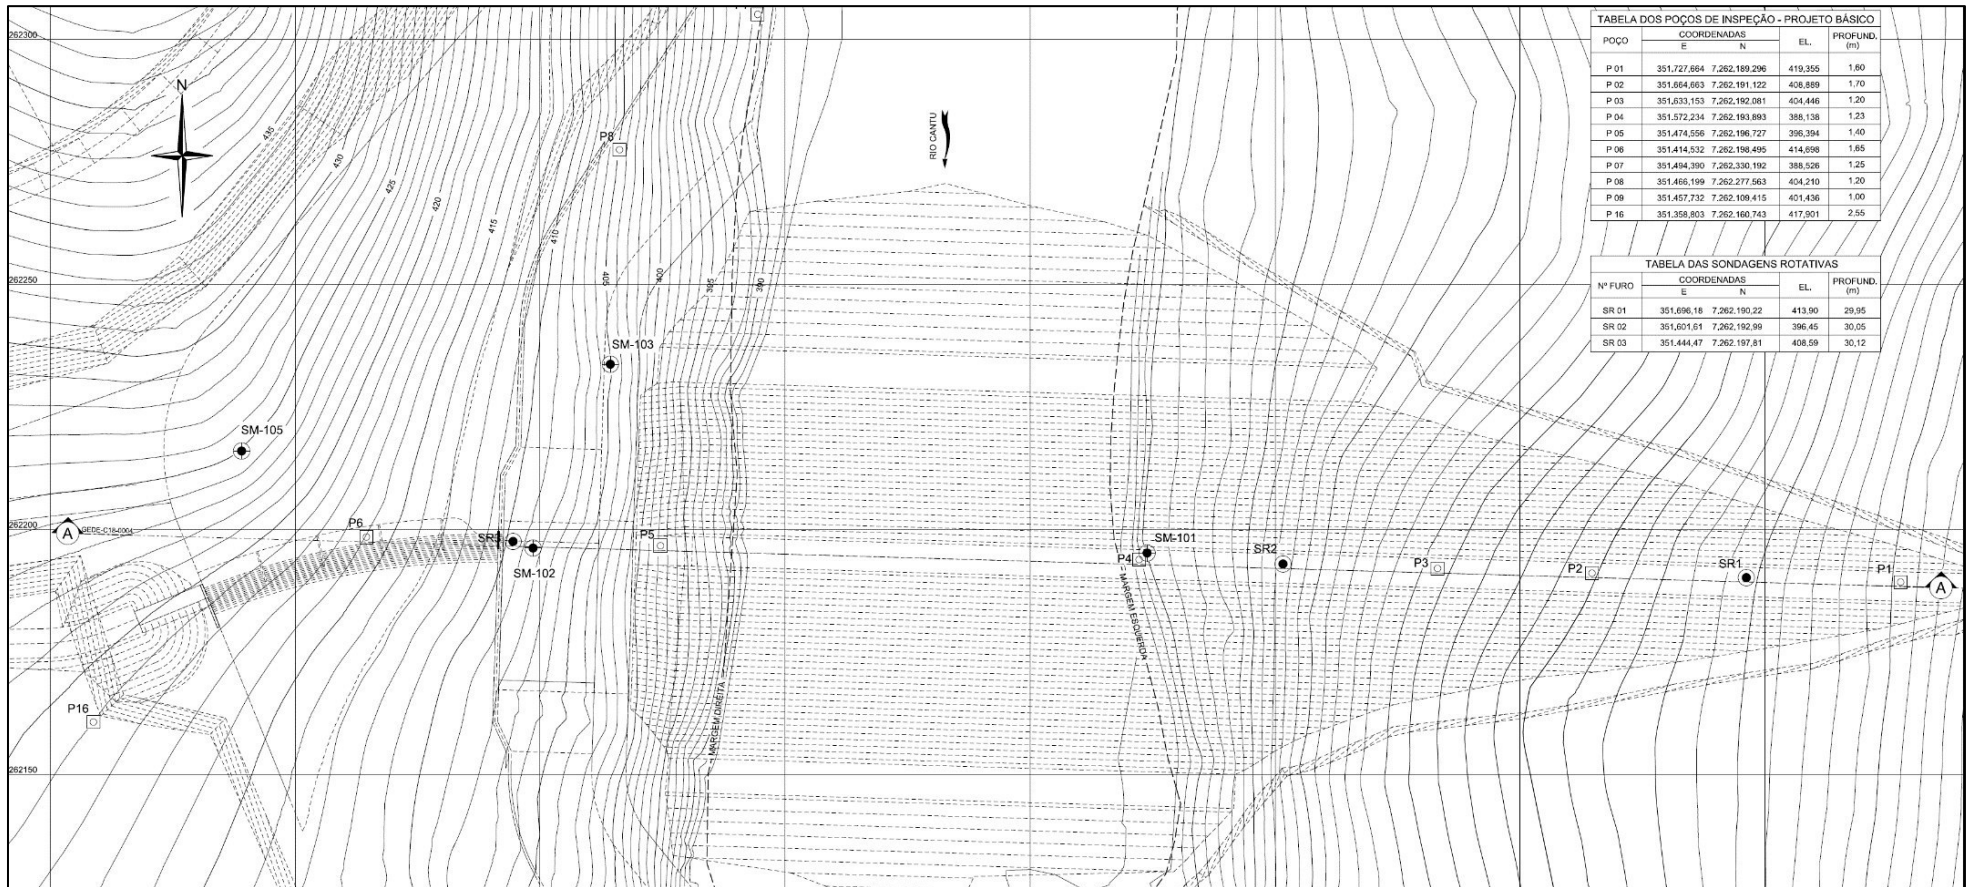 TABELA DOS POÇOS DE INSPEÇÃO - PROJETO BÁSICO
POÇO COORDENADAS EL. PROFUND. (m)
E N
P 01 351.727,664 7.262.189,296 419,355 1,60
P 02 351.664,663 7.262.191,122 408,889 1,70
P 03 351.633,153 7.262.192,081 404,446 1,20
P 04 351.572,234 7.262.193,893 388,138 1,23
P 05 351.474,556 7.262.196,727 396,394 1,40
P 06 351.414,532 7.262.198,495 414,698 1,65
P 07 351.494,390 7.262.330,192 388,526 1,25
P 08 351.466,199 7.262.277,563 404,210 1,20
P 09 351.457,732 7.262.109,415 401,436 1,00
P 16 351.358,803 7.262.160,743 417,901 2,55
TABELA DAS SONDAGENS ROTATIVAS
Nº FURO COORDENADAS EL. PROFUND. (m)
E N
SR 01 351.696,18 7.262.190,22 413,90 29,95
SR 02 351.601,61 7.262.192,99 396,45 30,05
SR 03 351.444,47 7.262.197,81 408,59 30,12
262300
N
435
430
425
420
415
410
405
400
395
390
P8
RIO CANTU
262250
SM-103
SM-105
262200
A
GEDE-C18-0004
P6
SR3
SM-102
P5
P4
SM-101
SR2
P3
P2
SR1
P1
A
MARGEM ESQUERDA
MARGEM DIREITA
P16
262150